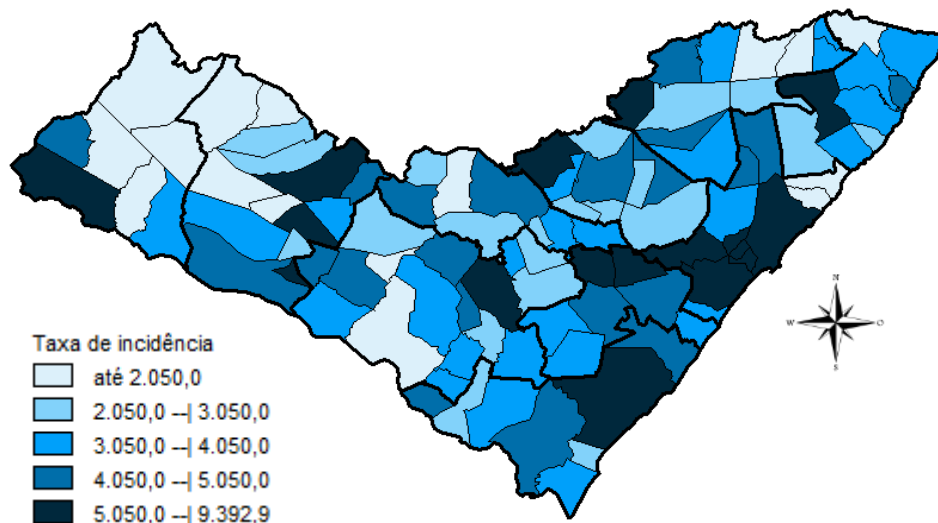 Taxa de incidência
até 2.050,0
2.050,0 --| 3.050,0
3.050,0 --| 4.050,0
4.050,0 --| 5.050,0
5.050,0 --| 9.392,9
N
W O
S